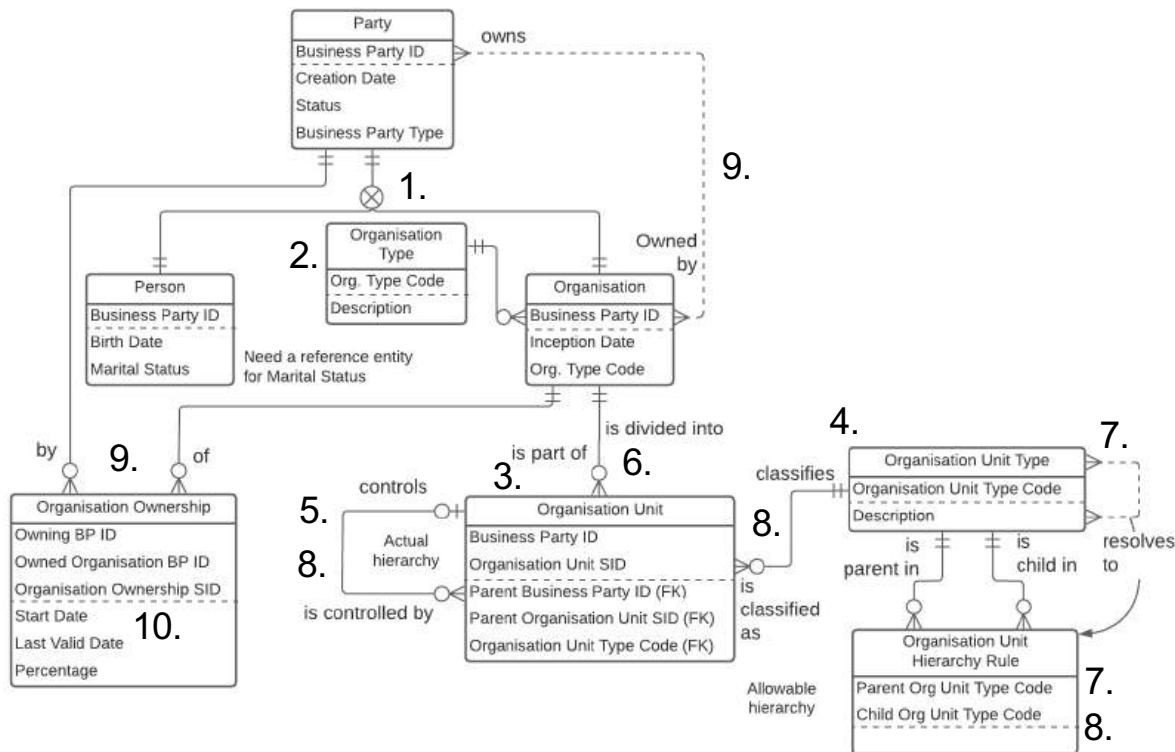 Party
Business Party ID
Creation Date
Status
Business Party Type
owns
9.
1.
Owned
by
2.
Organisation
Type
Org. Type Code
Description
Person
Business Party ID
Birth Date
Marital Status
Need a reference entity
for Marital Status
Organisation
Business Party ID
Inception Date
Org. Type Code
by
9.
of
is divided into
is part of
6.
Organisation Ownership
Owning BP ID
Owned Organisation BP ID
Organisation Ownership SID
Start Date
10.
Last Valid Date
Percentage
3.
controls
5.
Actual
hierarchy
8.
is controlled by
Organisation Unit
Business Party ID
Organisation Unit SID
Parent Business Party ID (FK)
Parent Organisation Unit SID (FK)
Organisation Unit Type Code (FK)
classifies
8.
is
classified
as
4.
7.
Organisation Unit Type
Organisation Unit Type Code
Description
is
parent in
is
child in
resolves
to
Allowable
hierarchy
Organisation Unit
Hierarchy Rule
Parent Org Unit Type Code
7.
Child Org Unit Type Code
8.